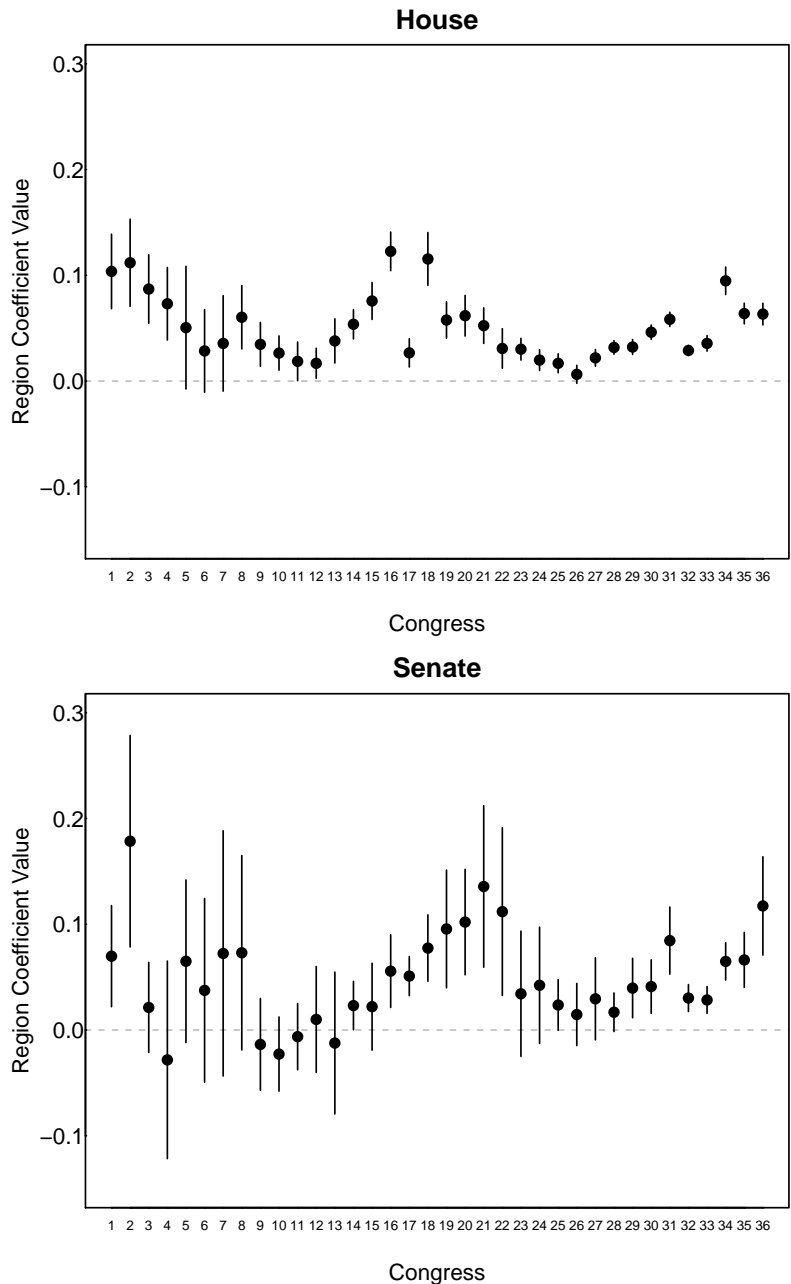 House
0.3
0.2
0.1
0.0
−0.1
Region Coefficient Value
1 2 3 4 5 6 7 8 9 10 11 12 13 14 15 16 17 18 19 20 21 22 23 24 25 26 27 28 29 30 31 32 33 34 35 36
Congress
Senate
0.3
0.2
0.1
0.0
−0.1
Region Coefficient Value
1 2 3 4 5 6 7 8 9 10 11 12 13 14 15 16 17 18 19 20 21 22 23 24 25 26 27 28 29 30 31 32 33 34 35 36
Congress